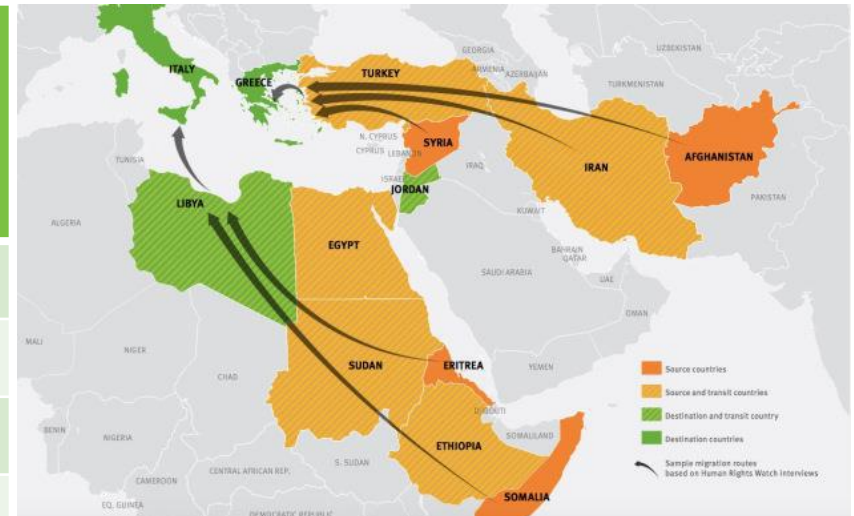 GEORGIA
UZBEKISTAN
ITALY
GREECE
TURKEY
ARMENIA
AZERBAIJAN
TURKMENISTAN
N. CYPRUS
CYPRUS
LEBANON
SYRIA
TUNISIA
ISRAEL
IRAQ
IRAN
AFGHANISTAN
JORDAN
LIBYA
PAKISTAN
ALGERIA
KUWAIT
EGYPT
BAHRAIN
QATAR
SAUDI ARABIA
UAE
OMAN
MALI
NIGER
CHAD
SUDAN
ERITREA
YEMEN
DJIBOUTI
BENIN
NIGERIA
ETHIOPIA
SOMALILAND
S. SUDAN
CENTRAL AFRICAN REP.
CAMEROON
EQ. GUINEA
SOMALIA
DEMOCRATIC REPUBLIC
Source countries
Source and transit countries
Destination and transit country
Destination countries
Sample migration routes
based on Human Rights Watch interviews